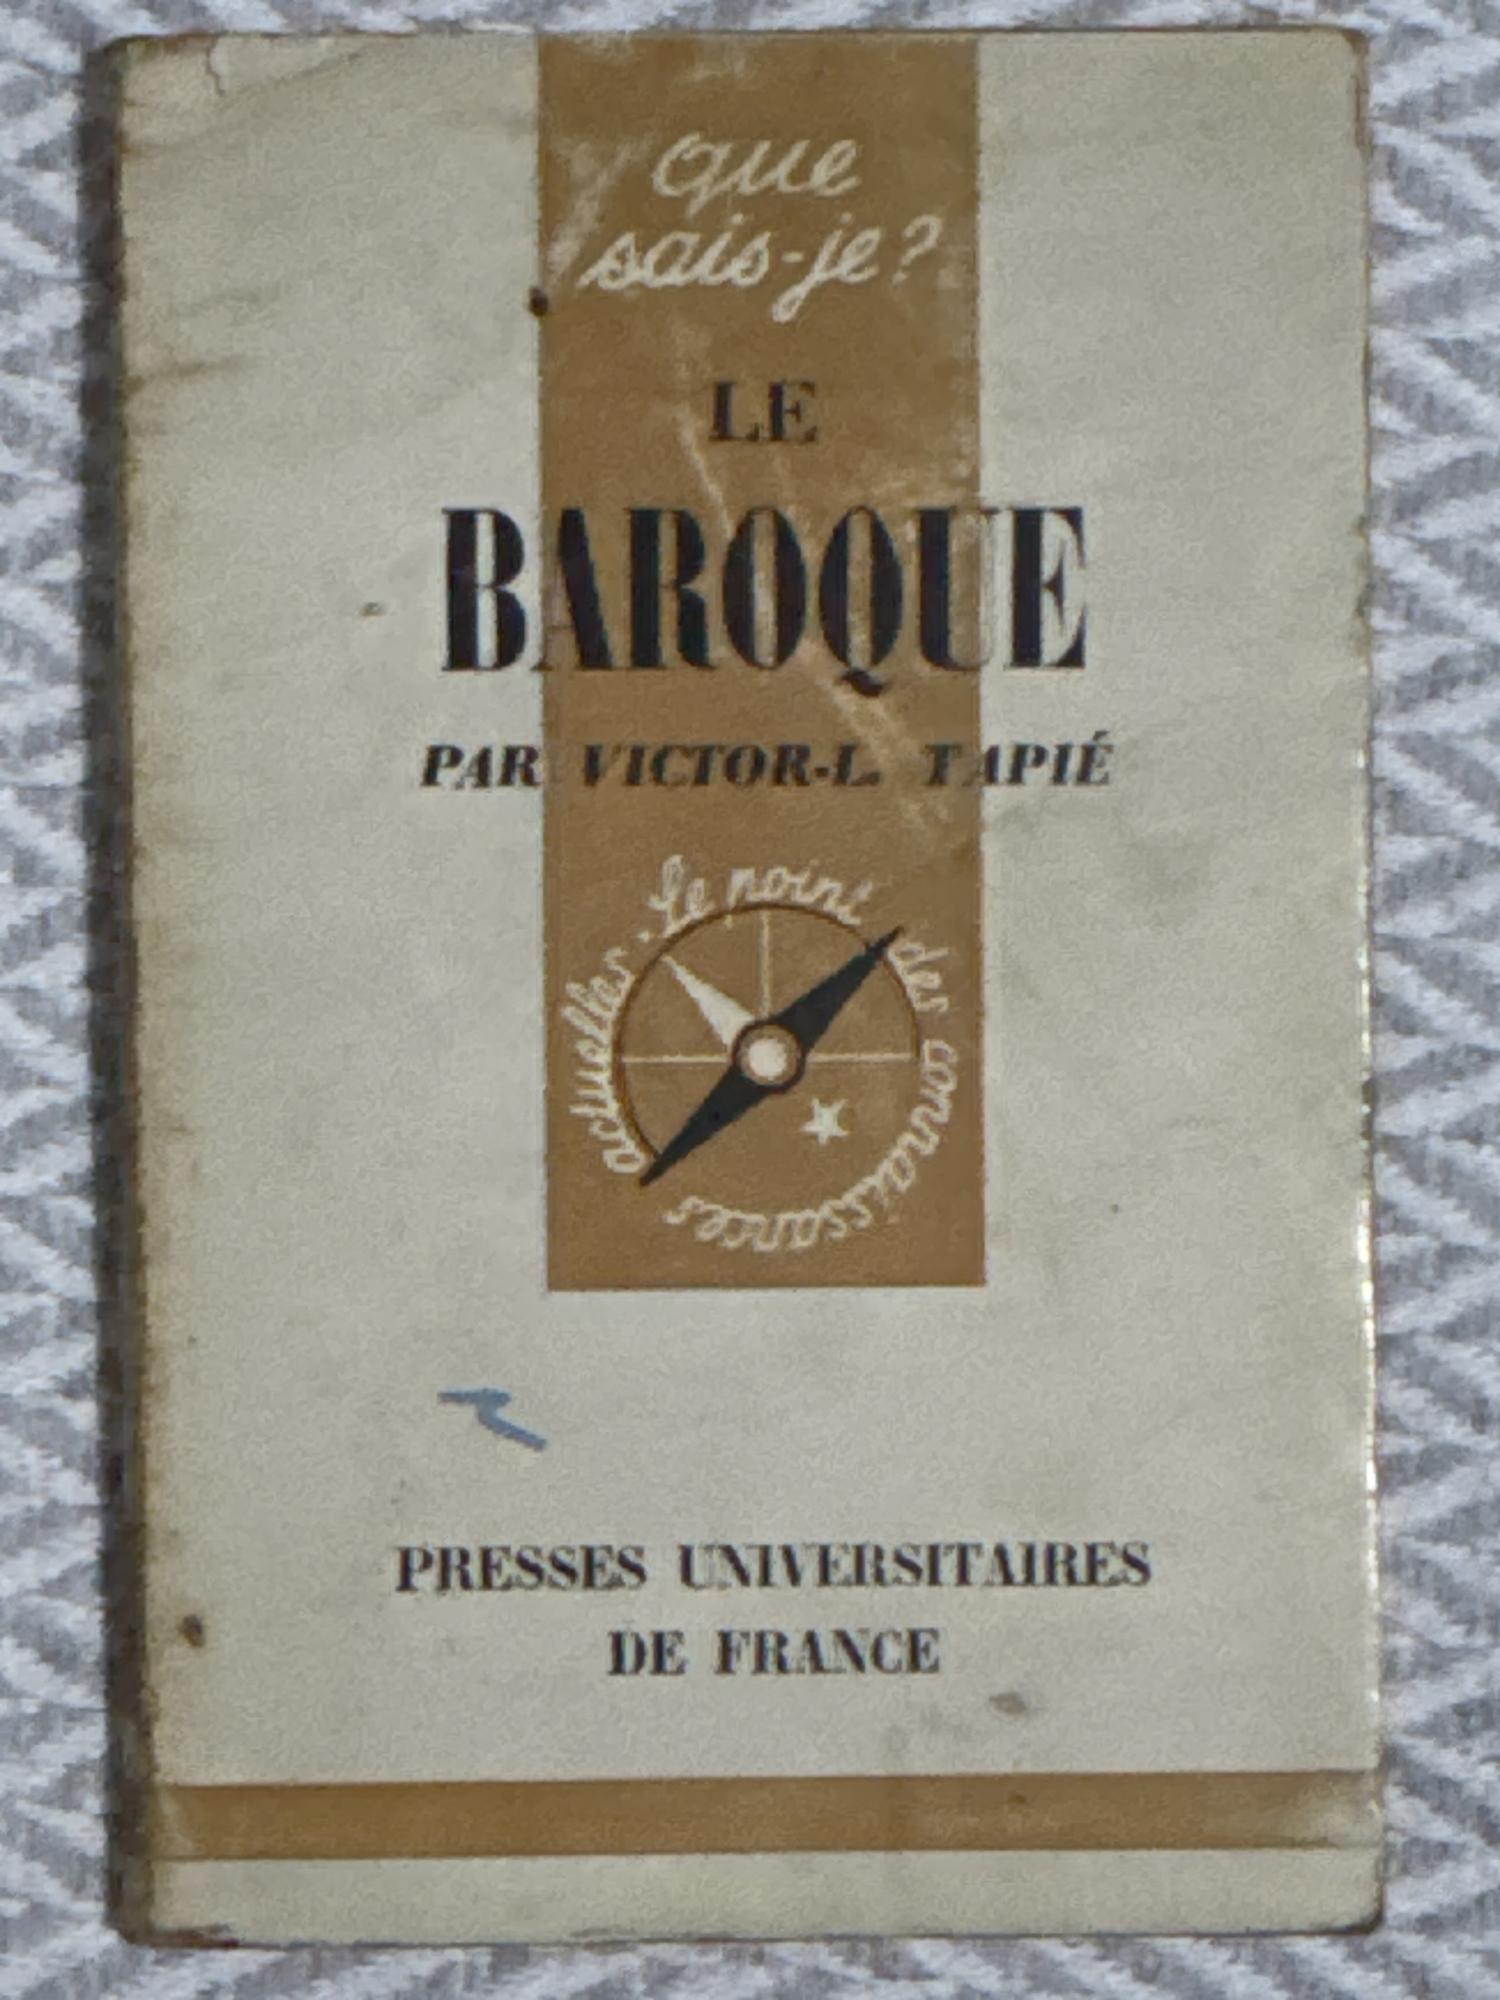 que
sais-je?
LE
BAROQUE
PAR VICTOR-L. TAPIÉ
Le point des connaissances actuelles.
PRESSES UNIVERSITAIRES
DE FRANCE